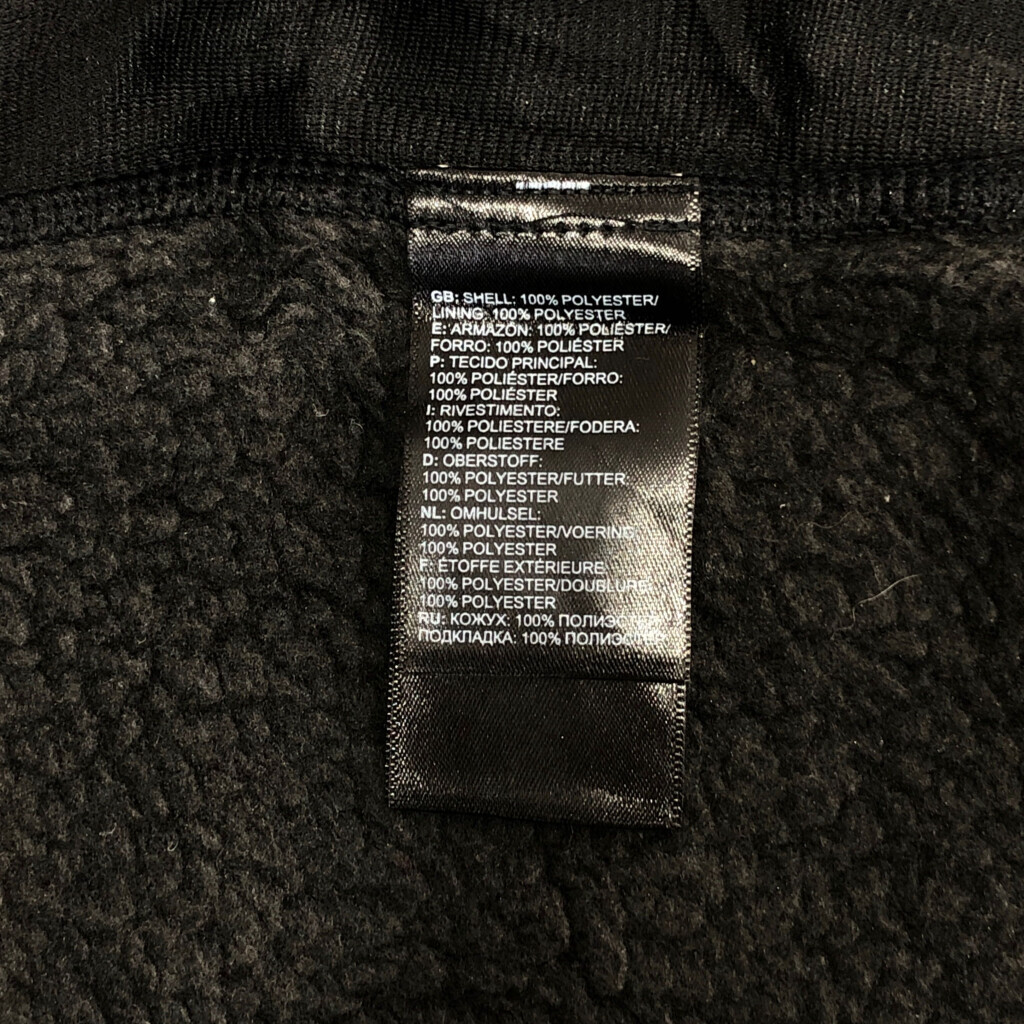 GB: SHELL: 100% POLYESTER/
LINING: 100% POLYESTER
E: ARMAZÓN: 100% POLIÉSTER/
FORRO: 100% POLIÉSTER
P: TECIDO PRINCIPAL:
100% POLIÉSTER/FORRO:
100% POLIÉSTER
I: RIVESTIMENTO:
100% POLIESTERE/FODERA:
100% POLIESTERE
D: OBERSTOFF:
100% POLYESTER/FUTTER:
100% POLYESTER
NL: OMHULSEL:
100% POLYESTER/VOERING:
100% POLYESTER
F: ÉTOFFE EXTÉRIEURE
100% POLYESTER/DOUBLURE
100% POLYESTER
RU: КОЖУХ: 100% ПОЛИЭСТЕР
ПОДКЛАДКА: 100% ПОЛИЭСТЕР